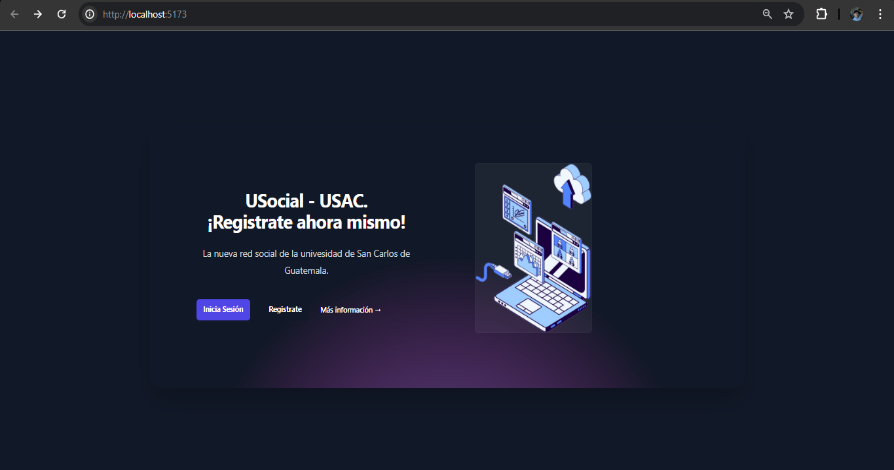 http://localhost:5173
USocial - USAC.
¡Registrate ahora mismo!
La nueva red social de la univesidad de San Carlos de
Guatemala.
Inicia Sesión
Registrate
Más información →